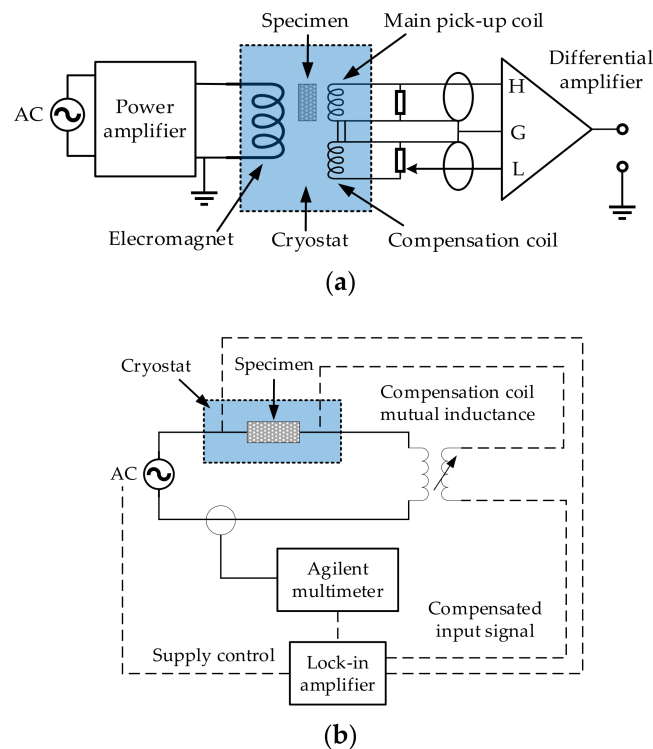 Specimen
Main pick-up coil
Differential
amplifier
AC
Power
amplifier
H
G
L
Elecromagnet
Cryostat
Compensation coil
(a)
Cryostat
Specimen
Compensation coil
mutual inductance
AC
Agilent
multimeter
Compensated
input signal
Supply control
Lock-in
amplifier
(b)